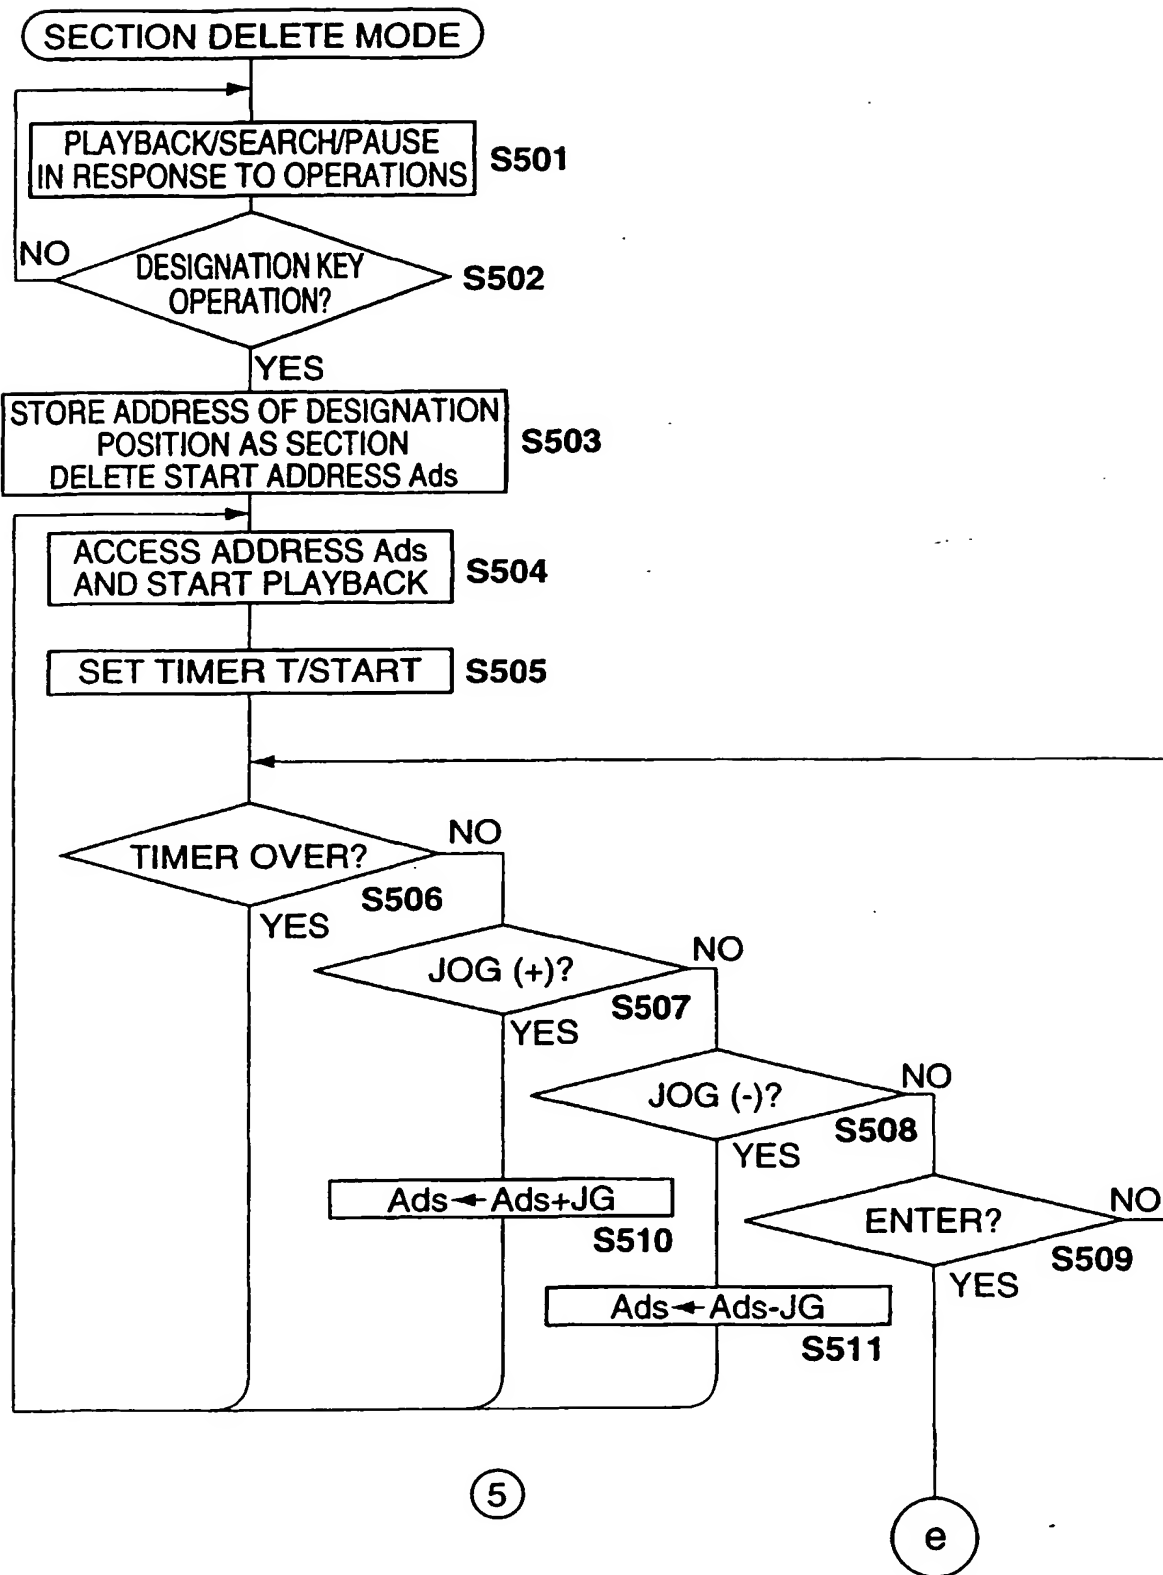 SECTION DELETE MODE
PLAYBACK/SEARCH/PAUSE
IN RESPONSE TO OPERATIONS
S501
NO
DESIGNATION KEY
OPERATION?
S502
YES
STORE ADDRESS OF DESIGNATION
POSITION AS SECTION
DELETE START ADDRESS Ads
S503
ACCESS ADDRESS Ads
AND START PLAYBACK
S504
SET TIMER T/START
S505
TIMER OVER?
NO
S506
YES
JOG (+)?
NO
S507
YES
JOG (-)?
NO
S508
YES
Ads←Ads+JG
S510
ENTER?
NO
S509
YES
Ads←Ads-JG
S511
5
e